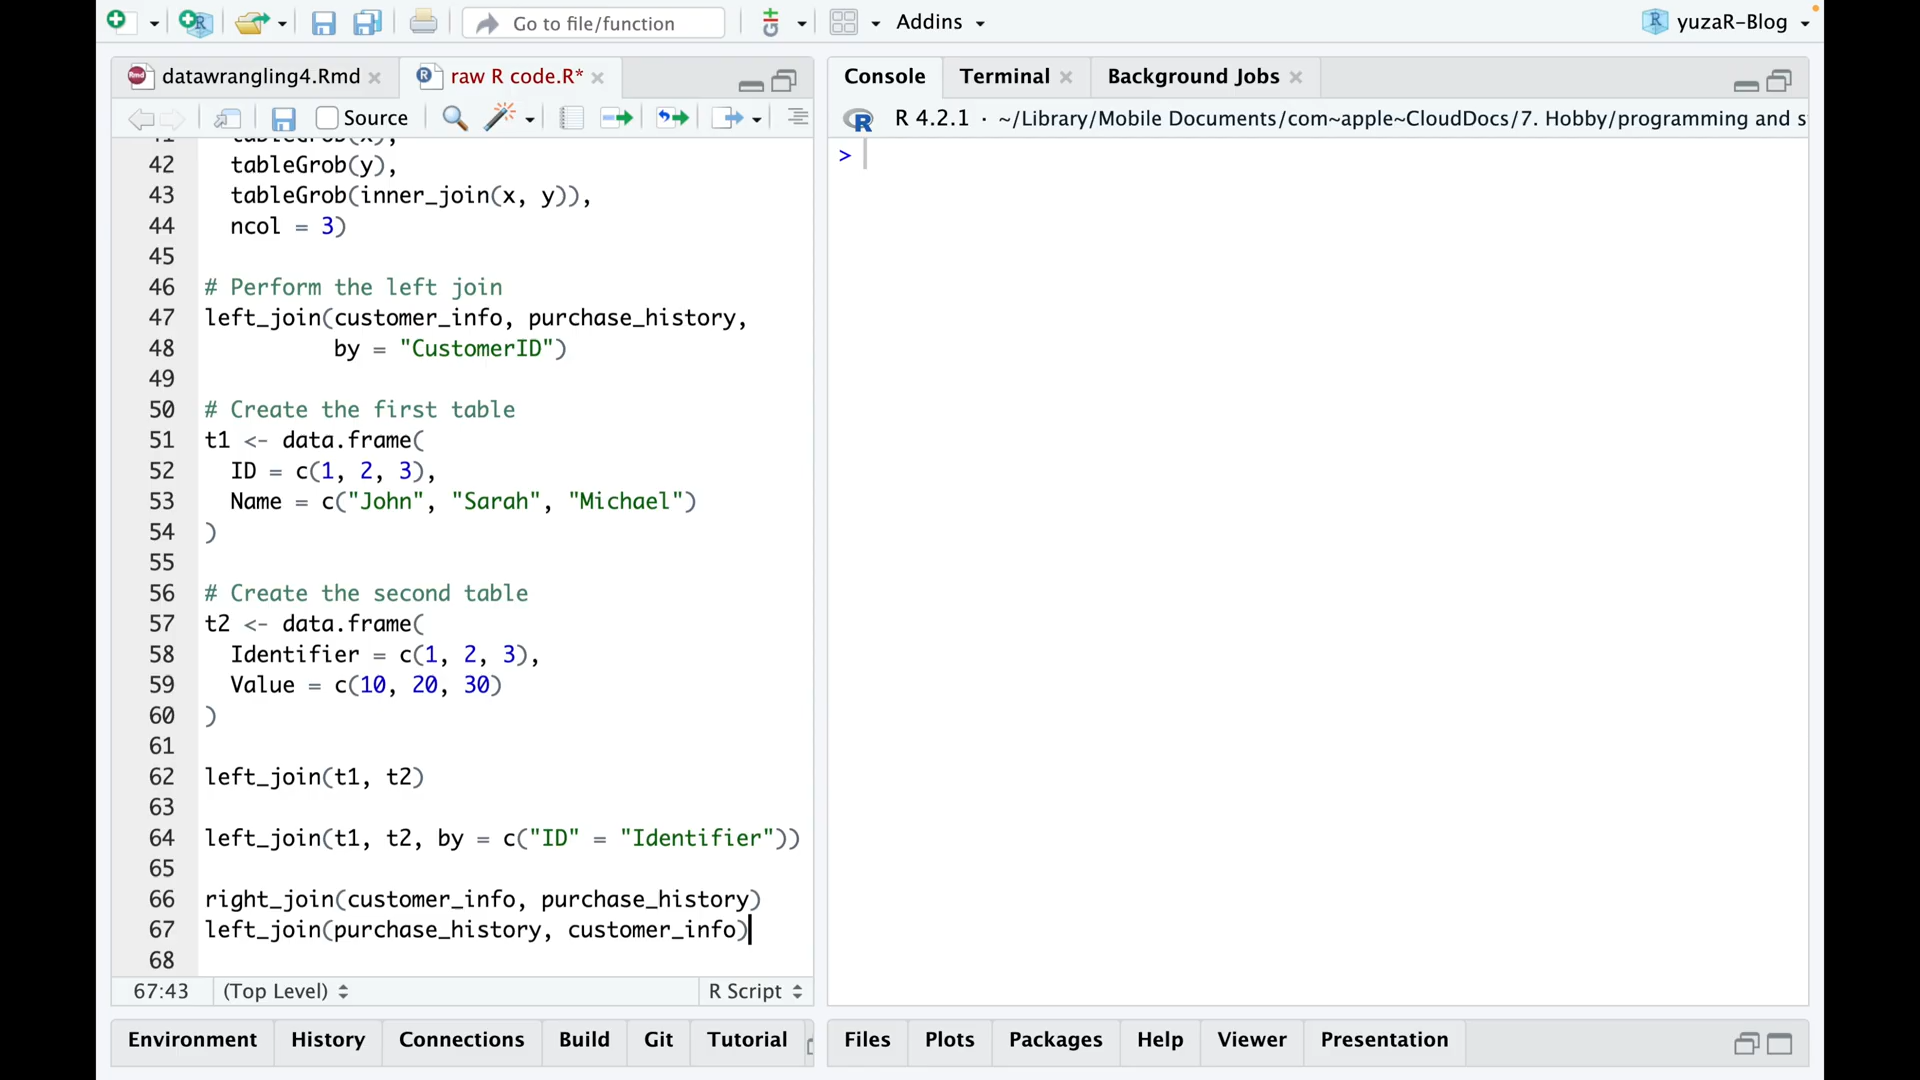 Go to file/function
Addins
yuzaR-Blog
datawrangling4.Rmd
raw R code.R*
Source
41 tableGrob(x),
42 tableGrob(y),
43 tableGrob(inner_join(x, y)),
44 ncol = 3)
45
46 # Perform the left join
47 left_join(customer_info, purchase_history,
48 by = "CustomerID")
49
50 # Create the first table
51 t1 <- data.frame(
52 ID = c(1, 2, 3),
53 Name = c("John", "Sarah", "Michael")
54 )
55
56 # Create the second table
57 t2 <- data.frame(
58 Identifier = c(1, 2, 3),
59 Value = c(10, 20, 30)
60 )
61
62 left_join(t1, t2)
63
64 left_join(t1, t2, by = c("ID" = "Identifier"))
65
66 right_join(customer_info, purchase_history)
67 left_join(purchase_history, customer_info)
68
67:43 (Top Level) R Script
Environment History Connections Build Git Tutorial
Console Terminal Background Jobs
R 4.2.1 · ~/Library/Mobile Documents/com~apple~CloudDocs/7. Hobby/programming and
>
Files Plots Packages Help Viewer Presentation